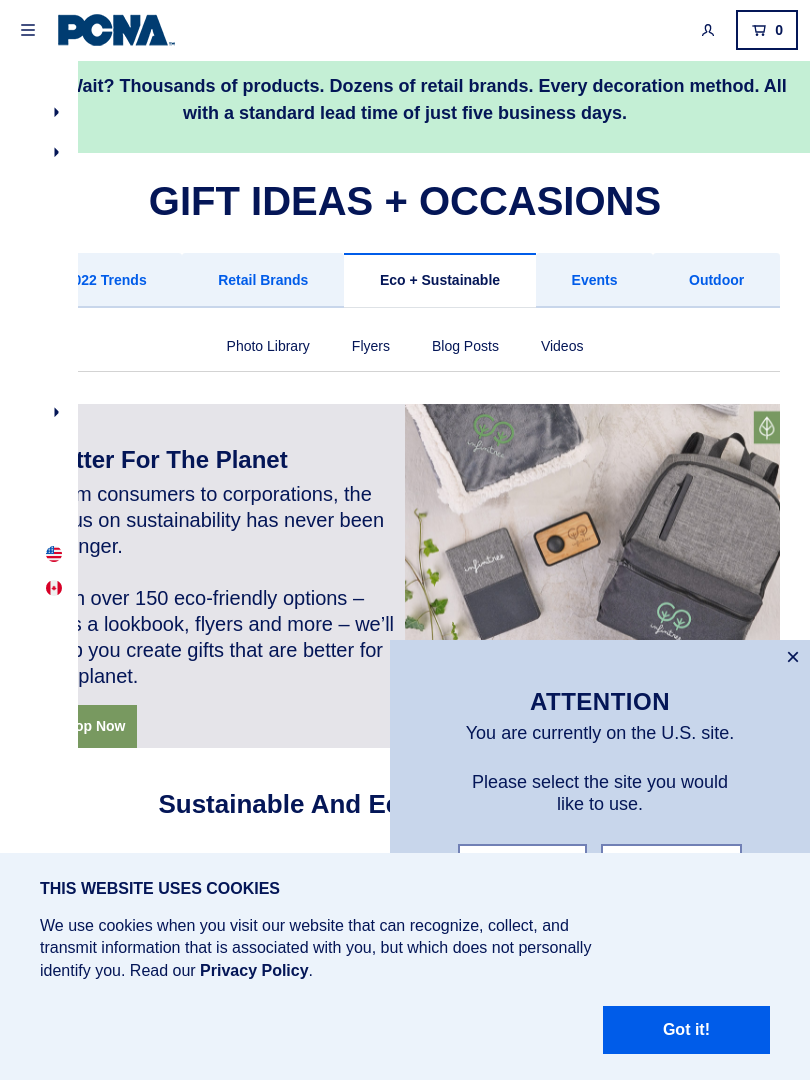 PCNA
0
Wait? Thousands of products. Dozens of retail brands. Every decoration method. All
with a standard lead time of just five business days.
GIFT IDEAS + OCCASIONS
022 Trends
Retail Brands
Eco + Sustainable
Events
Outdoor
Photo Library
Flyers
Blog Posts
Videos
tter For The Planet
m consumers to corporations, the
us on sustainability has never been
nger.
over 150 eco-friendly options –
s a lookbook, flyers and more – we'll
you create gifts that are better for
planet.
op Now
infinitree
infinitree
infinitree
Sustainable And Ec
×
ATTENTION
You are currently on the U.S. site.
Please select the site you would
like to use.
THIS WEBSITE USES COOKIES
We use cookies when you visit our website that can recognize, collect, and
transmit information that is associated with you, but which does not personally
identify you. Read our Privacy Policy.
Got it!